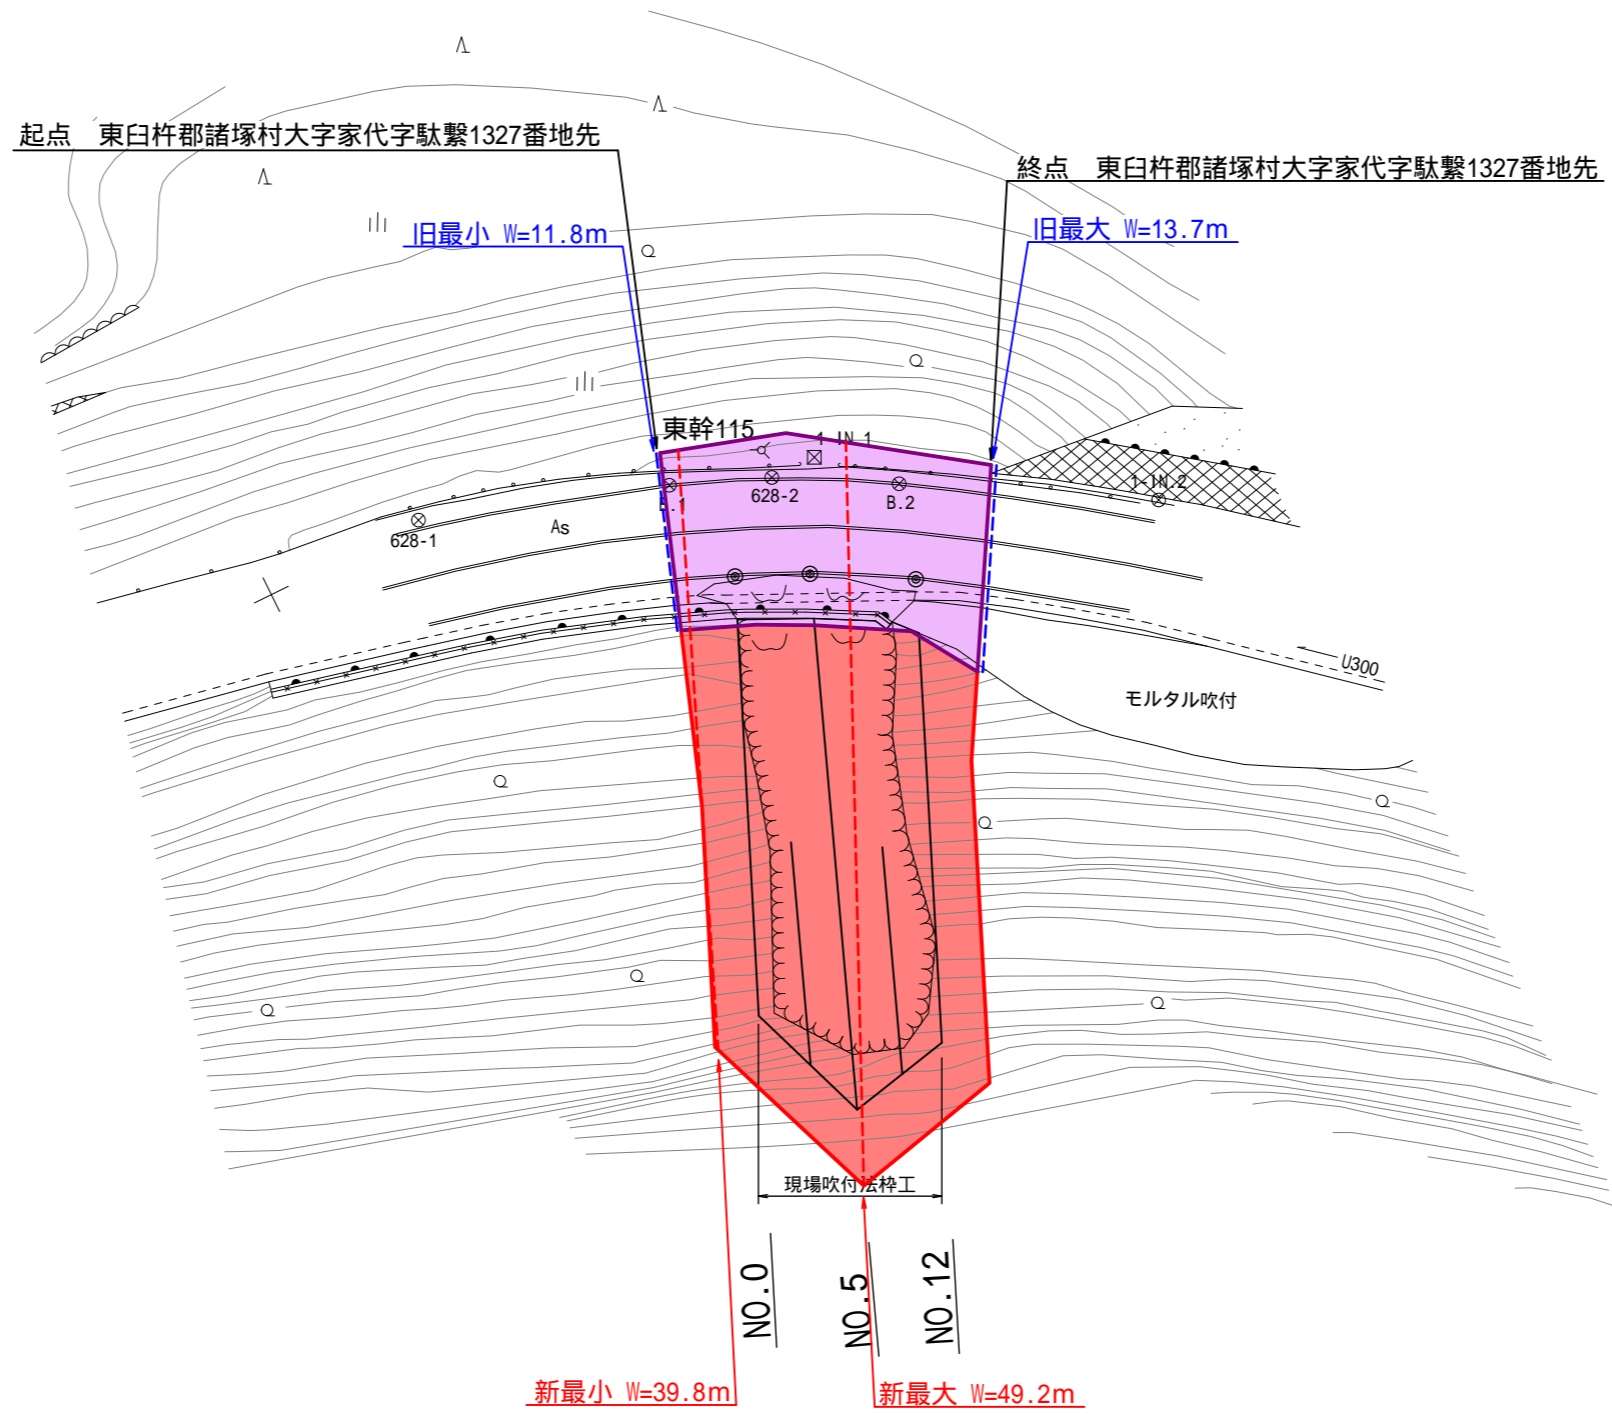 起点　東臼杵郡諸塚村大字家代字駄繋1327番地先
終点　東臼杵郡諸塚村大字家代字駄繋1327番地先
旧最小 W=11.8m
旧最大 W=13.7m
東幹115
1-IN.1
628-2
B.1
B.2
1-IN.2
628-1
As
U300
モルタル吹付
現場吹付法枠工
NO.0
NO.5
NO.12
新最小 W=39.8m
新最大 W=49.2m